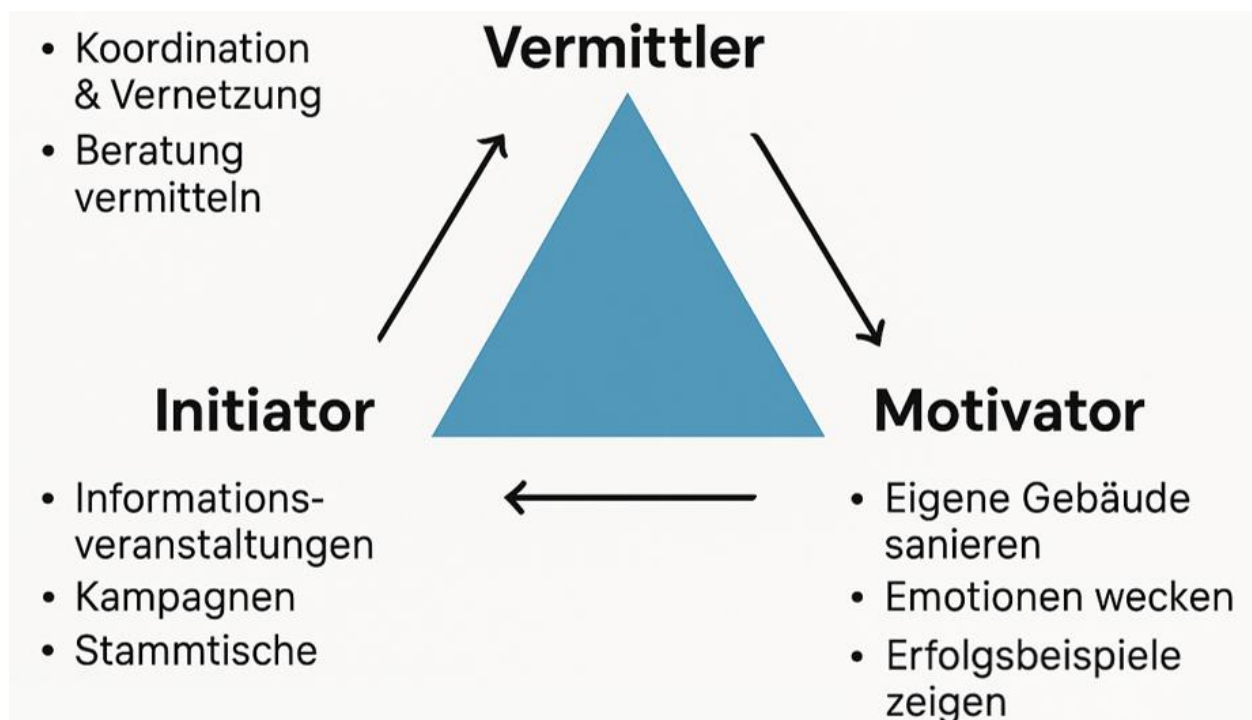 Vermittler
• Koordination
& Vernetzung
• Beratung
vermitteln
Initiator
• Informations-
veranstaltungen
• Kampagnen
• Stammtische
Motivator
• Eigene Gebäude
sanieren
• Emotionen wecken
• Erfolgsbeispiele
zeigen